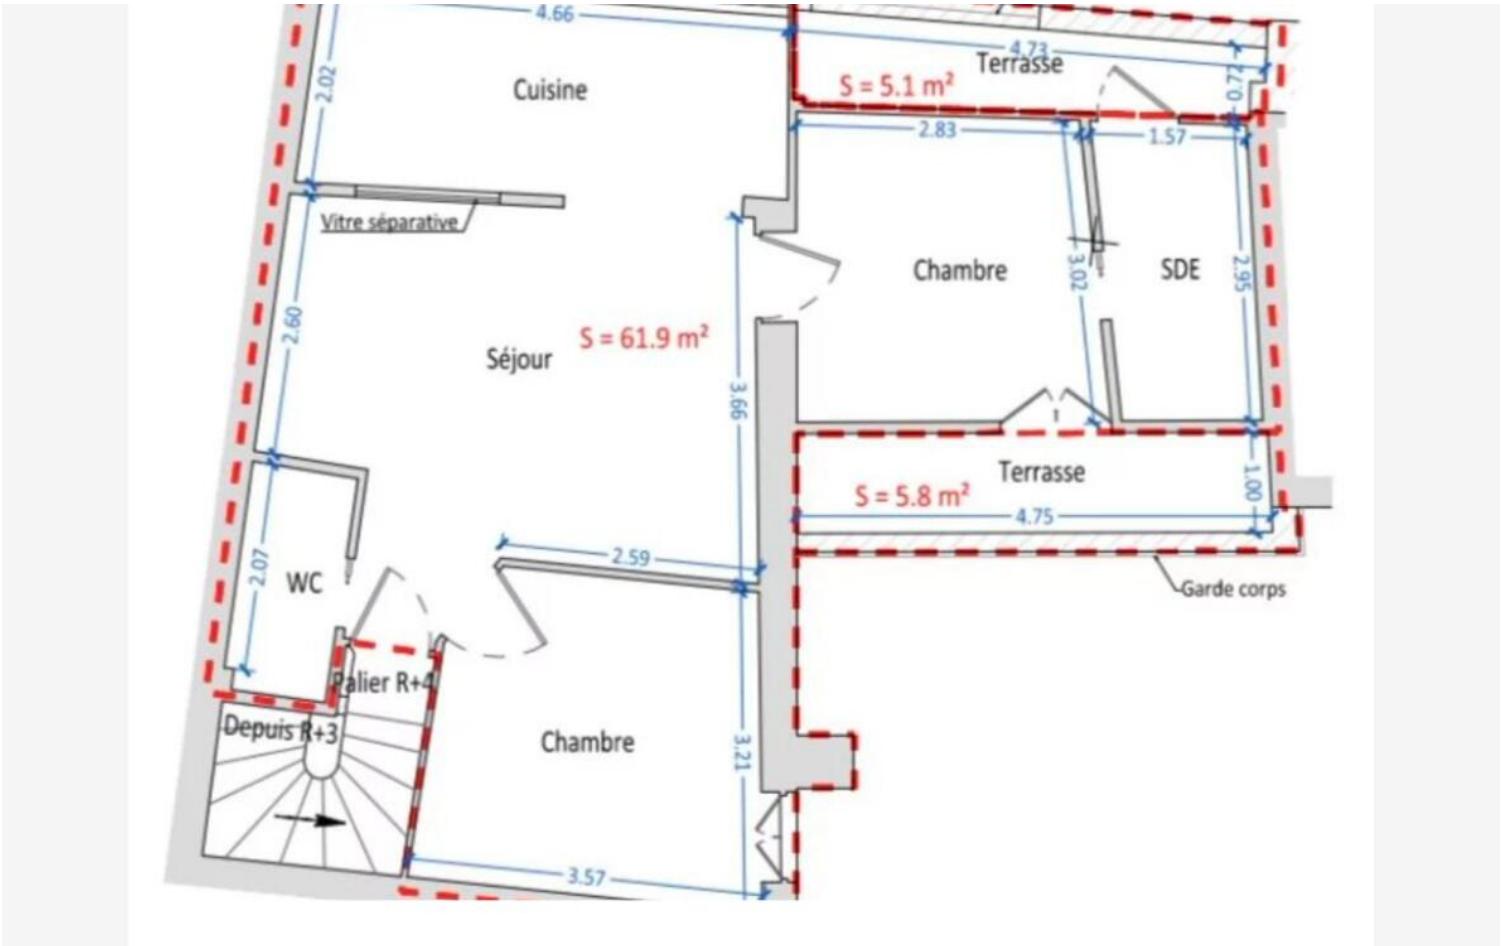 4.66
4.73
Terrasse
S = 5.1 m²
0.72
2.02
Cuisine
2.83
1.57
Vitre séparative
Chambre
3.02
SDE
2.95
2.60
S = 61.9 m²
Séjour
3.66
Terrasse
S = 5.8 m²
1.00
4.75
2.59
2.07
WC
Garde corps
Palier R+4
Depuis R+3
Chambre
3.21
3.57